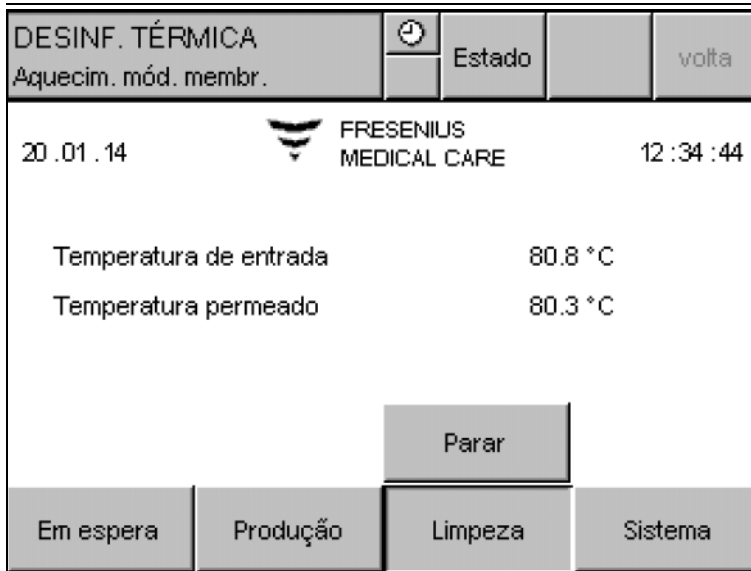 DESINF. TÉRMICA
Aquecim. mód. membr.
Estado
volta
20 .01 .14
FRESENIUS
MEDICAL CARE
12 :34 :44
Temperatura de entrada 80.8 °C
Temperatura permeado 80.3 °C
Parar
Em espera
Produção
Limpeza
Sistema